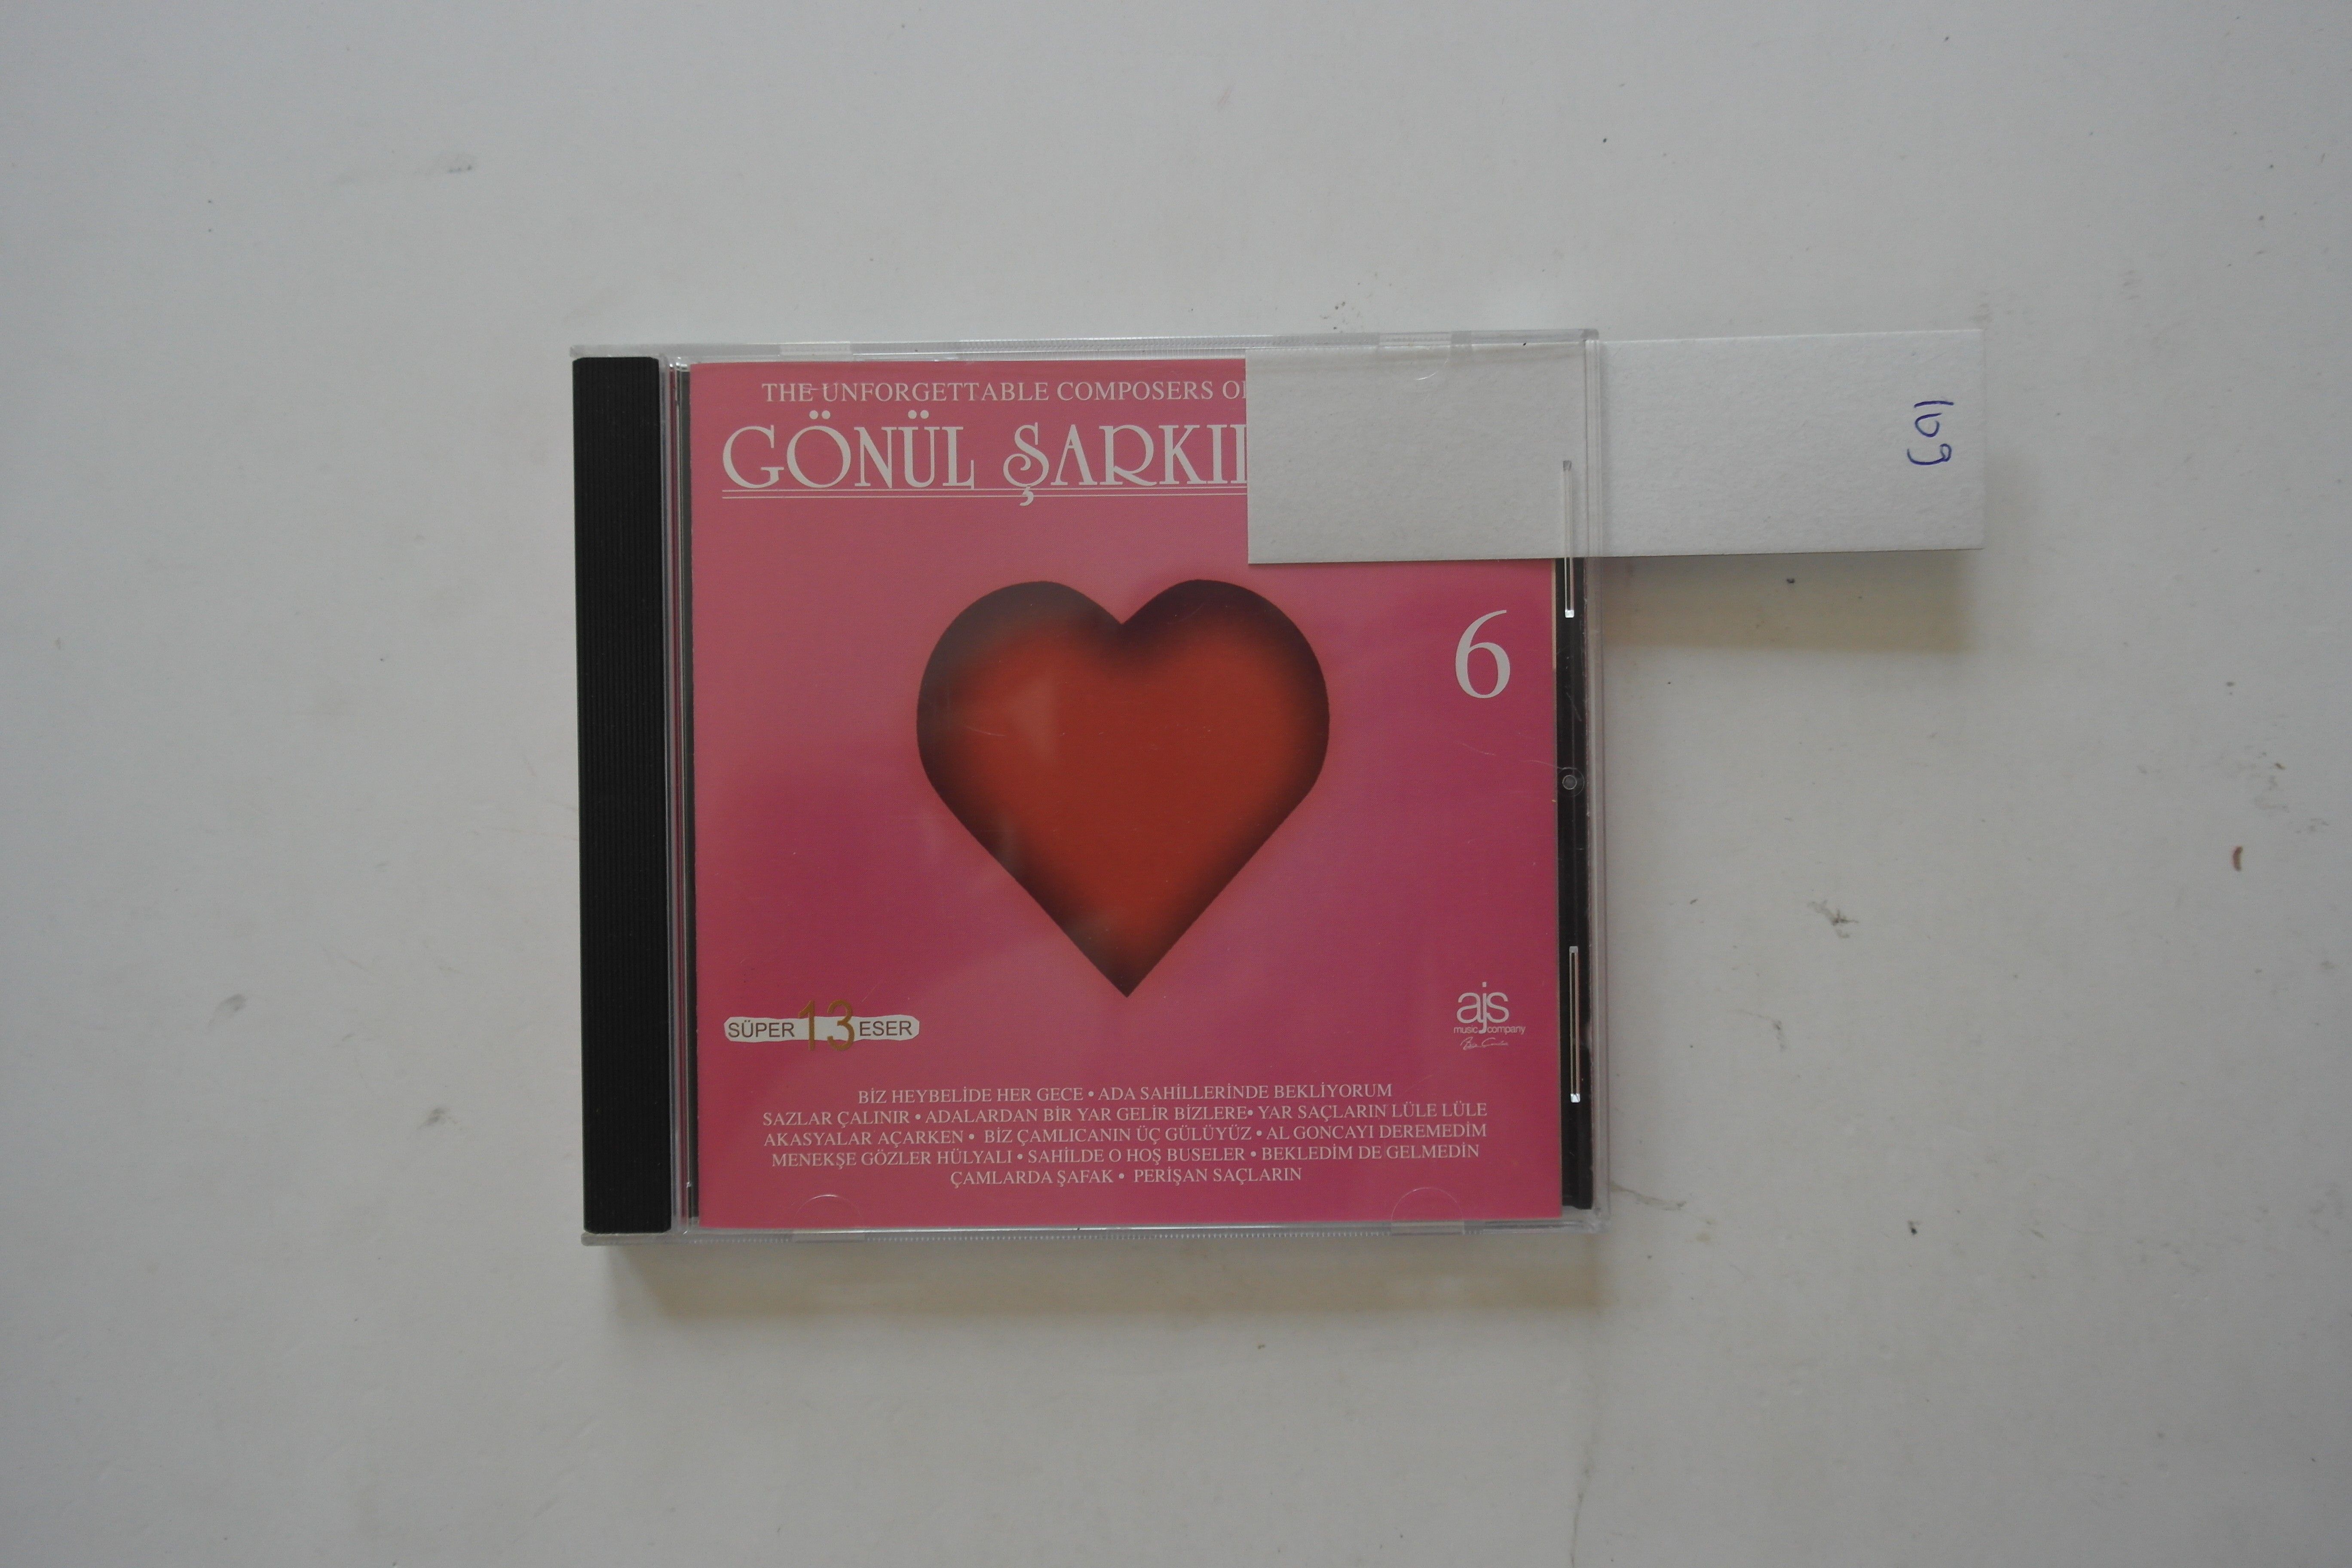 THE UNFORGETTABLE COMPOSERS
GÖNÜL
6
SÜPER 13 ESER
ajs
music company
BİZ HEYBELİDE HER GECE • ADA SAHİLLERİNDE BEKLİYORUM
SAZLAR ÇALINIR • ADALARDAN BİR YAR GELİR BİZLERE• YAR SAÇLARIN LÜLE LÜLE
AKASYALAR AÇARKEN • BİZ ÇAMLICANIN ÜÇ GÜLÜYÜZ • AL GONCAYI DEREMEDİM
MENEKŞE GÖZLER HÜLYALI • SAHİLDE O HOŞ BUSELER • BEKLEDİM DE GELMEDİN
ÇAMLARDA ŞAFAK • PERİŞAN SAÇLARIN